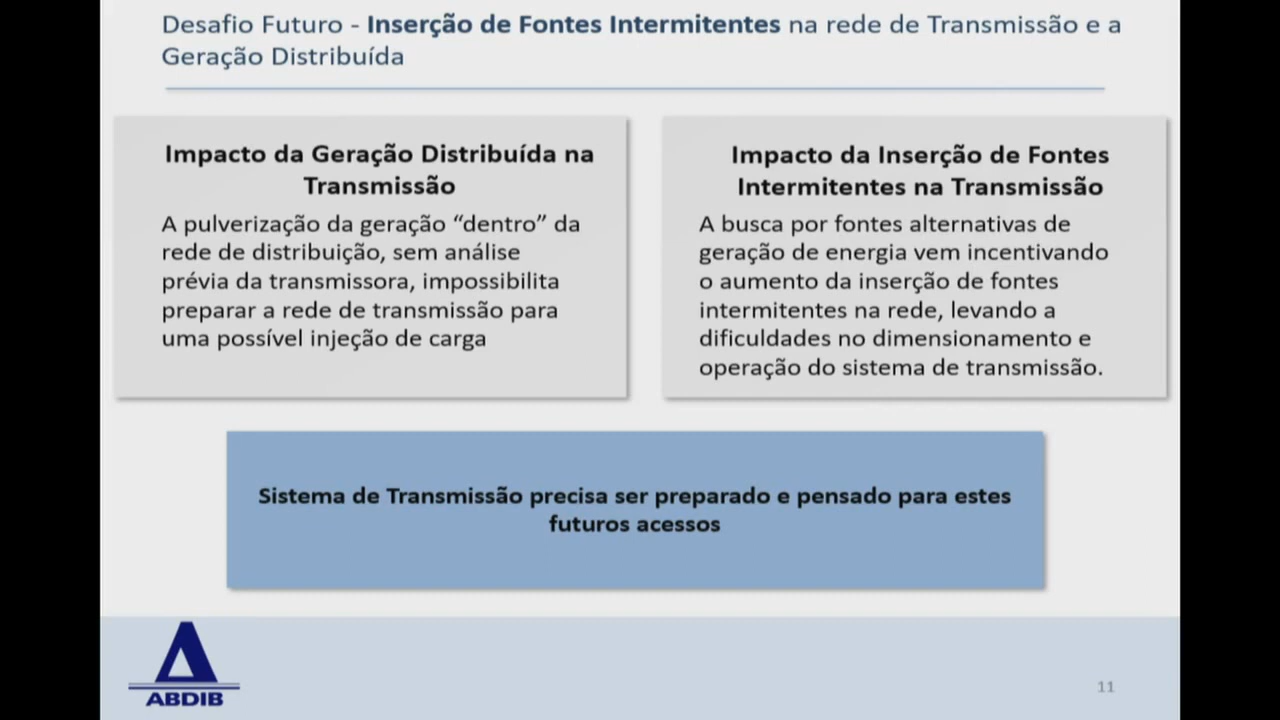 Desafio Futuro - Inserção de Fontes Intermitentes na rede de Transmissão e a
Geração Distribuída
Impacto da Geração Distribuída na
Transmissão
A pulverização da geração “dentro” da
rede de distribuição, sem análise
prévia da transmissora, impossibilita
preparar a rede de transmissão para
uma possível injeção de carga
Impacto da Inserção de Fontes
Intermitentes na Transmissão
A busca por fontes alternativas de
geração de energia vem incentivando
o aumento da inserção de fontes
intermitentes na rede, levando a
dificuldades no dimensionamento e
operação do sistema de transmissão.
Sistema de Transmissão precisa ser preparado e pensado para estes
futuros acessos
ABDIB
11